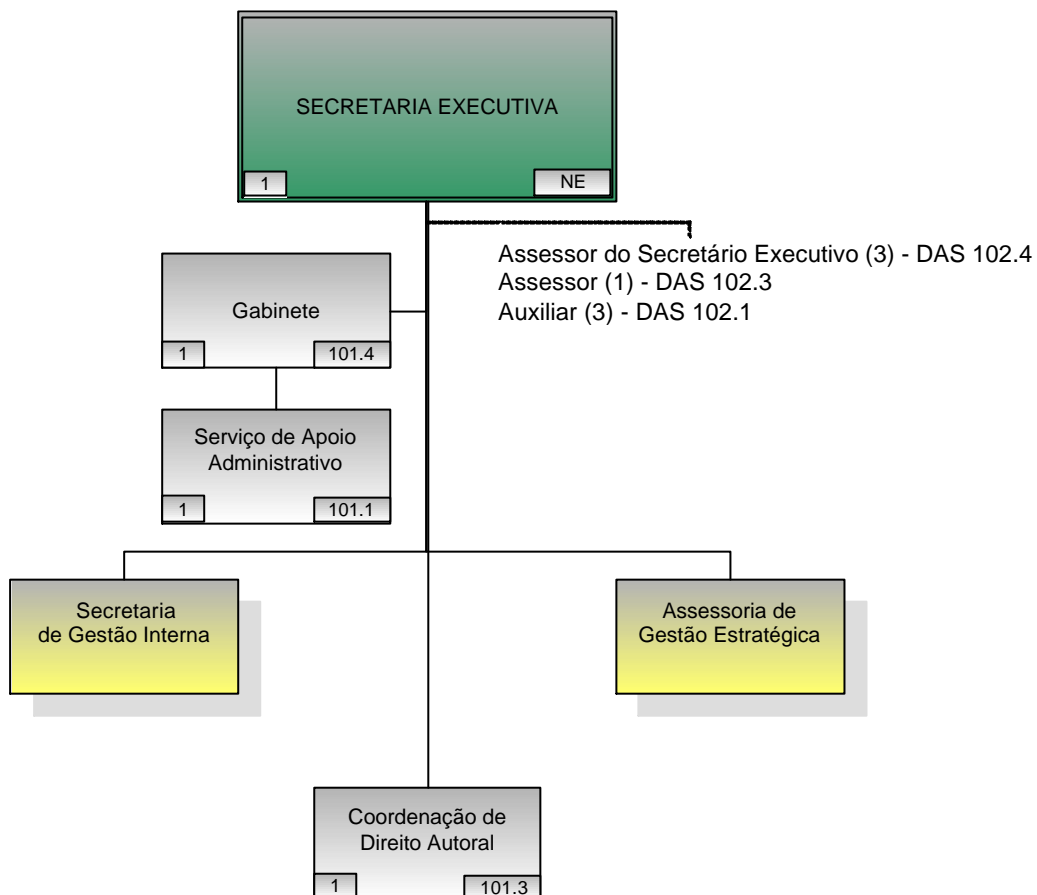 SECRETARIA EXECUTIVA
1
NE
Assessor do Secretário Executivo (3) - DAS 102.4
Assessor (1) - DAS 102.3
Auxiliar (3) - DAS 102.1
Gabinete
1
101.4
Serviço de Apoio
Administrativo
1
101.1
Secretaria
de Gestão Interna
Assessoria de
Gestão Estratégica
Coordenação de
Direito Autoral
1
101.3